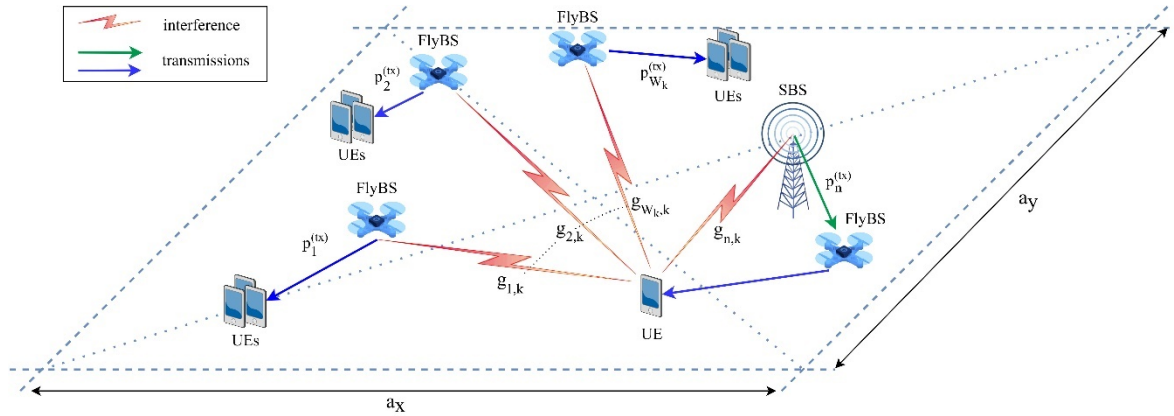 interference
transmissions
FlyBS
FlyBS
p_2^(tx)
p_{W_k}^(tx)
UEs
UEs
SBS
p_n^(tx)
FlyBS
FlyBS
p_1^(tx)
g_{W_k,k}
g_{2,k}
g_{n,k}
g_{1,k}
UEs
UE
a_y
a_x